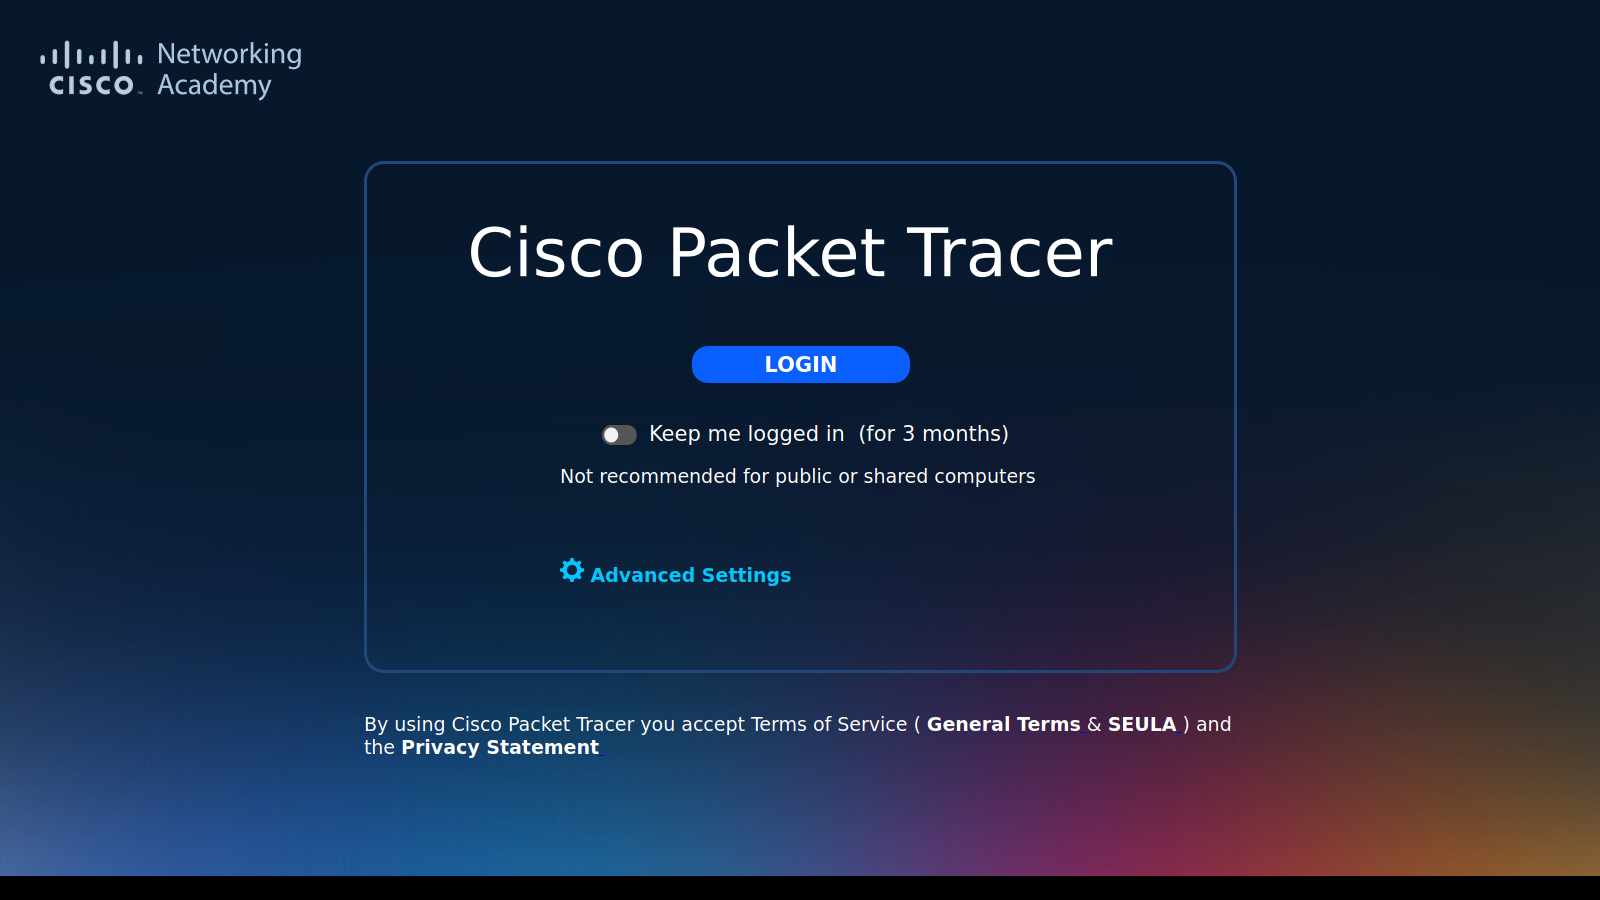 Networking
Academy
CISCO
Cisco Packet Tracer
LOGIN
Keep me logged in (for 3 months)
Not recommended for public or shared computers
Advanced Settings
By using Cisco Packet Tracer you accept Terms of Service ( General Terms & SEULA ) and
the Privacy Statement